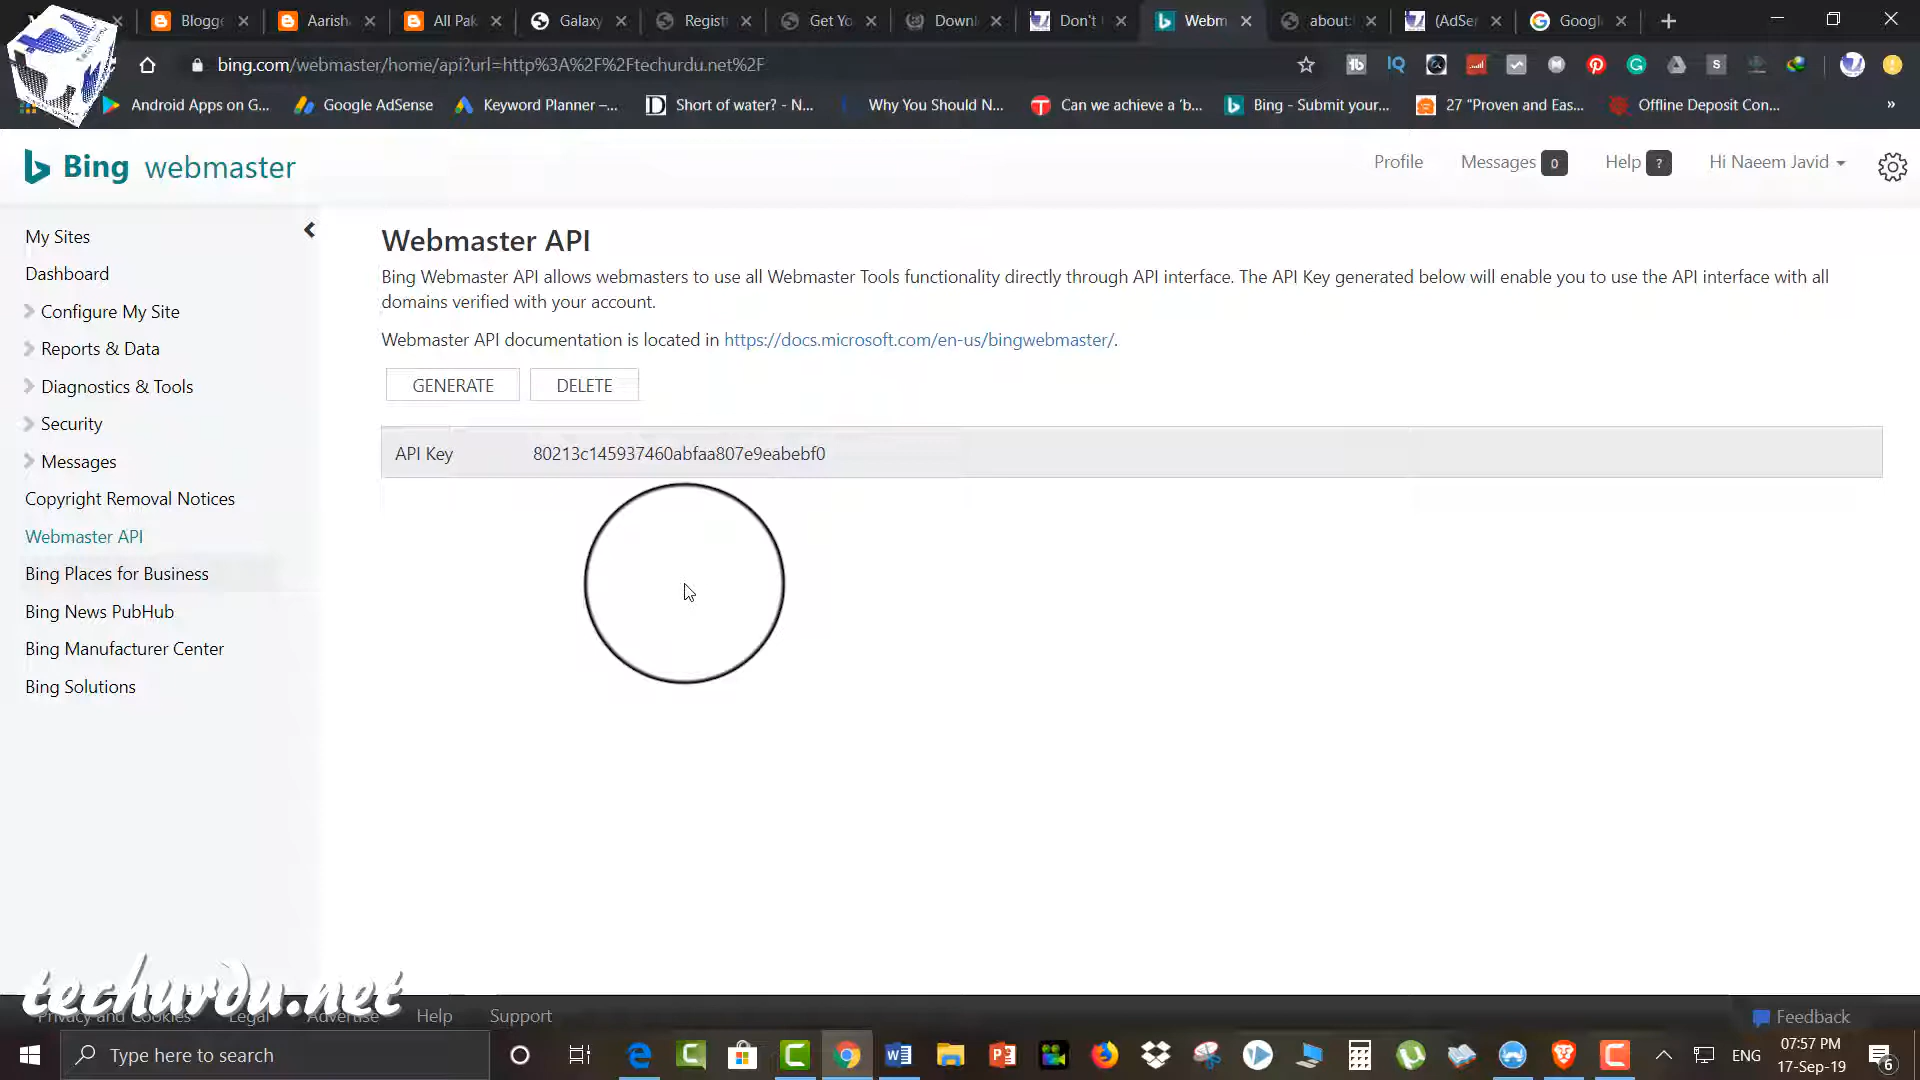 Blogge
Aarish
All Pak
Galaxy
Regist
Get Yo
Downl
Don't
Webm
about:
(AdSer
Googl
bing.com/webmaster/home/api?url=http%3A%2F%2Ftechurdu.net%2F
Android Apps on G...
Google AdSense
Keyword Planner –...
Short of water? - N...
Why You Should N...
Can we achieve a 'b...
Bing - Submit your...
27 "Proven and Eas...
Offline Deposit Con...
»
Bing webmaster
Profile
Messages 0
Help ?
Hi Naeem Javid
My Sites
Dashboard
Configure My Site
Reports & Data
Diagnostics & Tools
Security
Messages
Copyright Removal Notices
Webmaster API
Bing Places for Business
Bing News PubHub
Bing Manufacturer Center
Bing Solutions
Webmaster API
Bing Webmaster API allows webmasters to use all Webmaster Tools functionality directly through API interface. The API Key generated below will enable you to use the API interface with all
domains verified with your account.
Webmaster API documentation is located in https://docs.microsoft.com/en-us/bingwebmaster/.
GENERATE
DELETE
API Key 80213c145937460abfaa807e9eabebf0
techurdu.net
Privacy and Cookies
Legal
Advertise
Help
Support
Feedback
Type here to search
ENG
07:57 PM
17-Sep-19
6